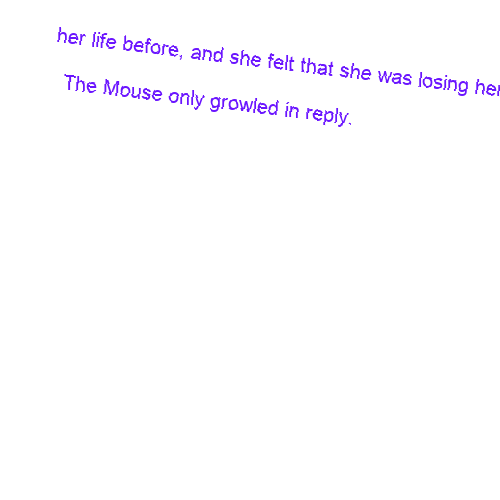 her life before, and she felt that she was losing her
The Mouse only growled in reply.